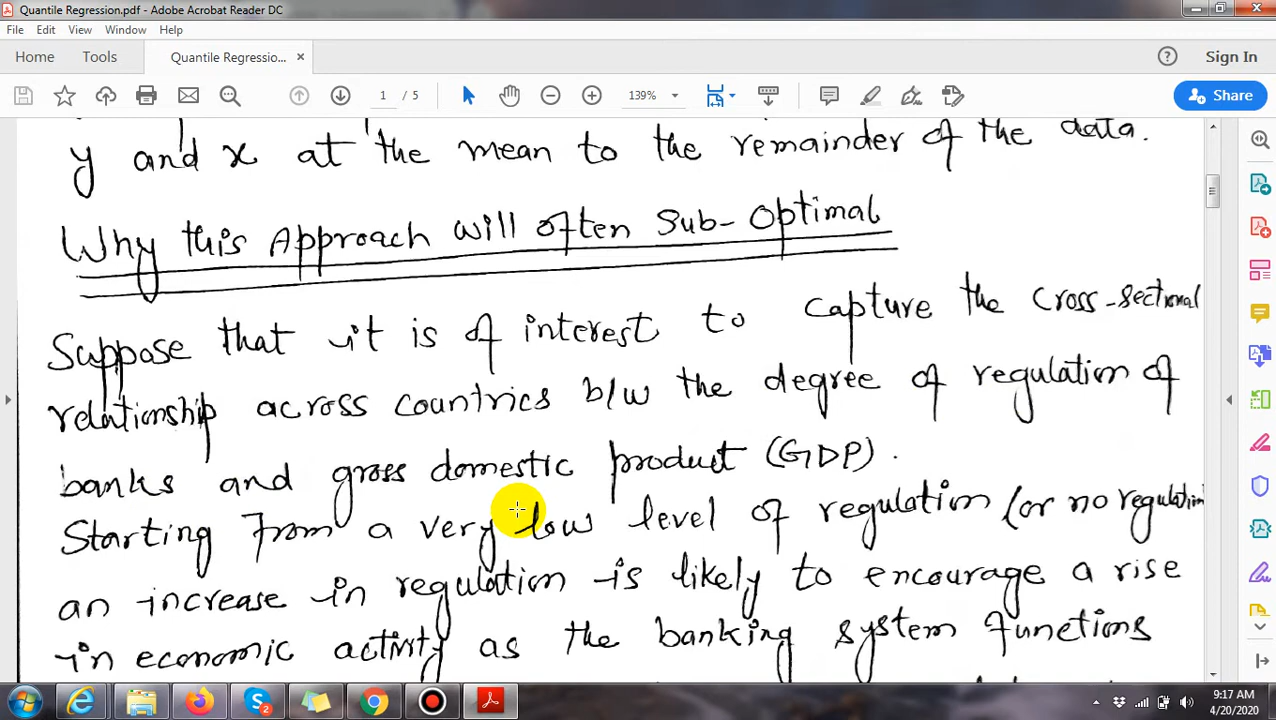 Quantile Regression.pdf - Adobe Acrobat Reader DC
File Edit View Window Help
Home Tools Quantile Regressio... × Sign In
1 / 5 139% Share
y and x at the mean to the remainder of the data.
Why this Approach will often Sub-Optimal
Suppose that it is of interest to capture the cross-sectional
relationship across countries b/w the degree of regulation of
banks and gross domestic product (GDP).
Starting From a very low level of regulation (or no regulation
an increase in regulation is likely to encourage a rise
in economic activity as the banking system functions
9:17 AM
4/20/2020